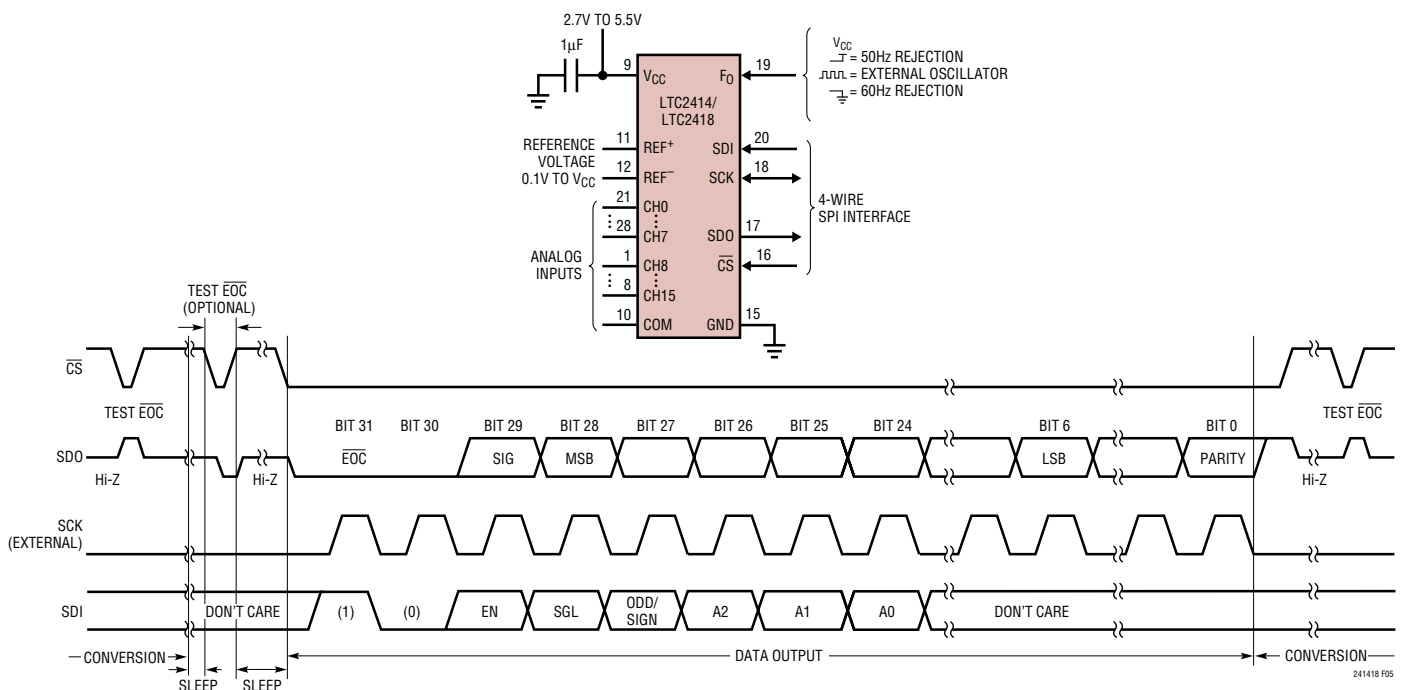 2.7V TO 5.5V
1µF
9
VCC
FO
19
VCC
= 50Hz REJECTION
= EXTERNAL OSCILLATOR
= 60Hz REJECTION
LTC2414/
LTC2418
REFERENCE
VOLTAGE
0.1V TO VCC
11
REF+
12
REF–
SDI
20
SCK
18
SDO
17
CS
16
4-WIRE
SPI INTERFACE
ANALOG
INPUTS
21
CH0
28
CH7
1
CH8
8
CH15
10
COM
GND
15
TEST EOC
(OPTIONAL)
CS
TEST EOC
BIT 31
BIT 30
BIT 29
BIT 28
BIT 27
BIT 26
BIT 25
BIT 24
BIT 6
BIT 0
TEST EOC
SDO
EOC
SIG
MSB
LSB
PARITY
Hi-Z
Hi-Z
Hi-Z
SCK
(EXTERNAL)
SDI
DON'T CARE
(1)
(0)
EN
SGL
ODD/
SIGN
A2
A1
A0
DON'T CARE
CONVERSION
DATA OUTPUT
CONVERSION
SLEEP
SLEEP
241418 F05